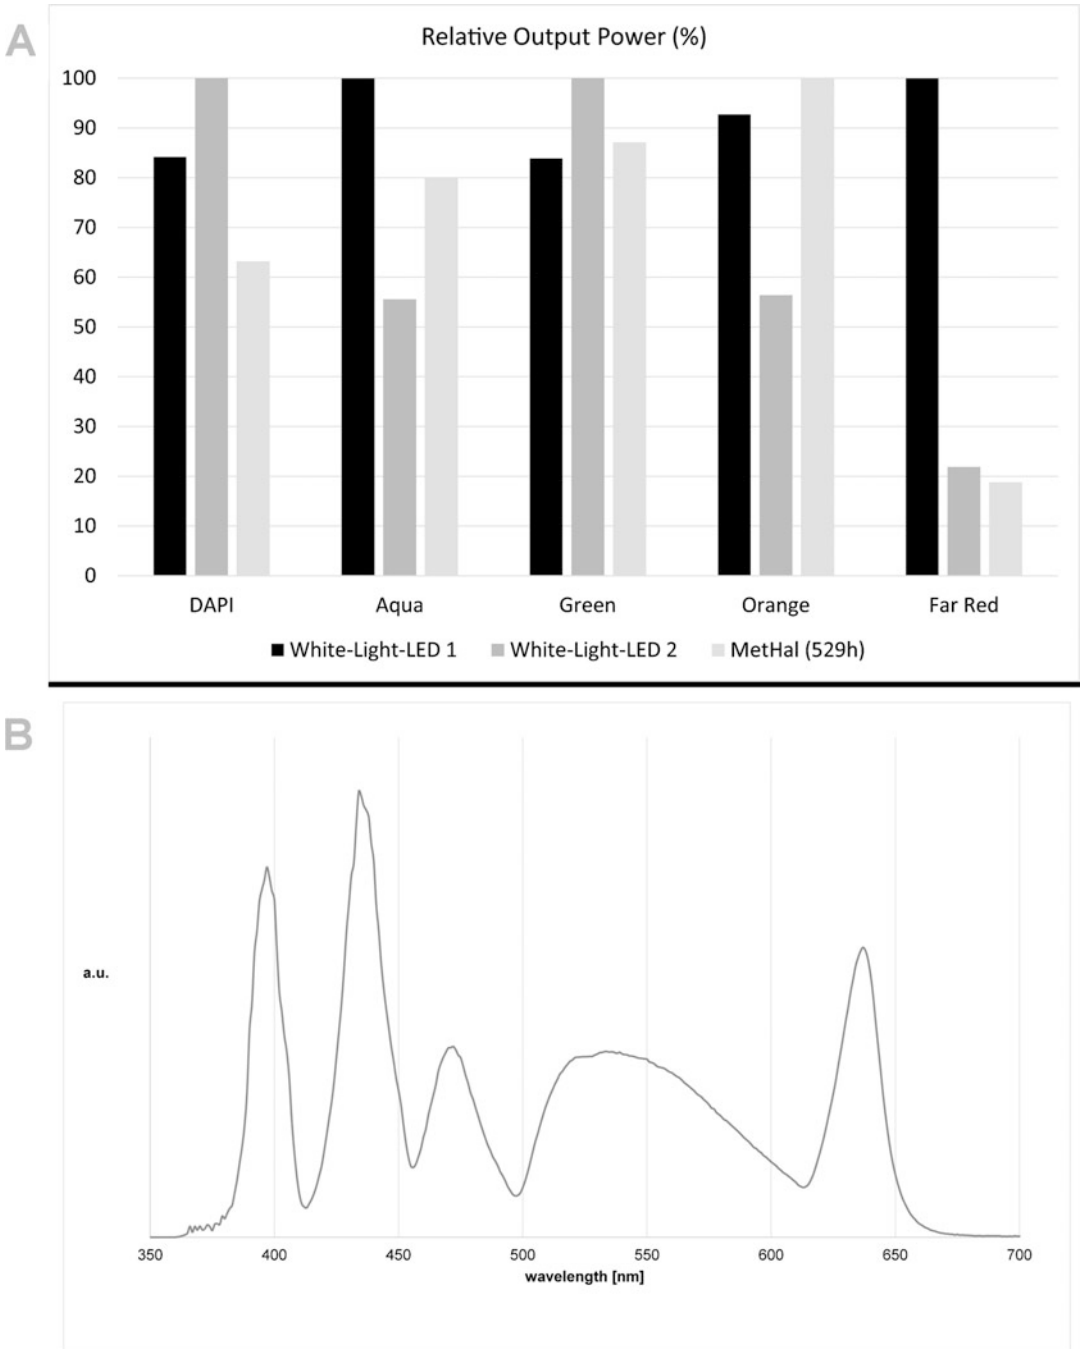 A
Relative Output Power (%)
100
90
80
70
60
50
40
30
20
10
0
DAPI Aqua Green Orange Far Red
White-Light-LED 1 White-Light-LED 2 MetHal (529h)
B
a.u.
350 400 450 500 550 600 650 700
wavelength [nm]